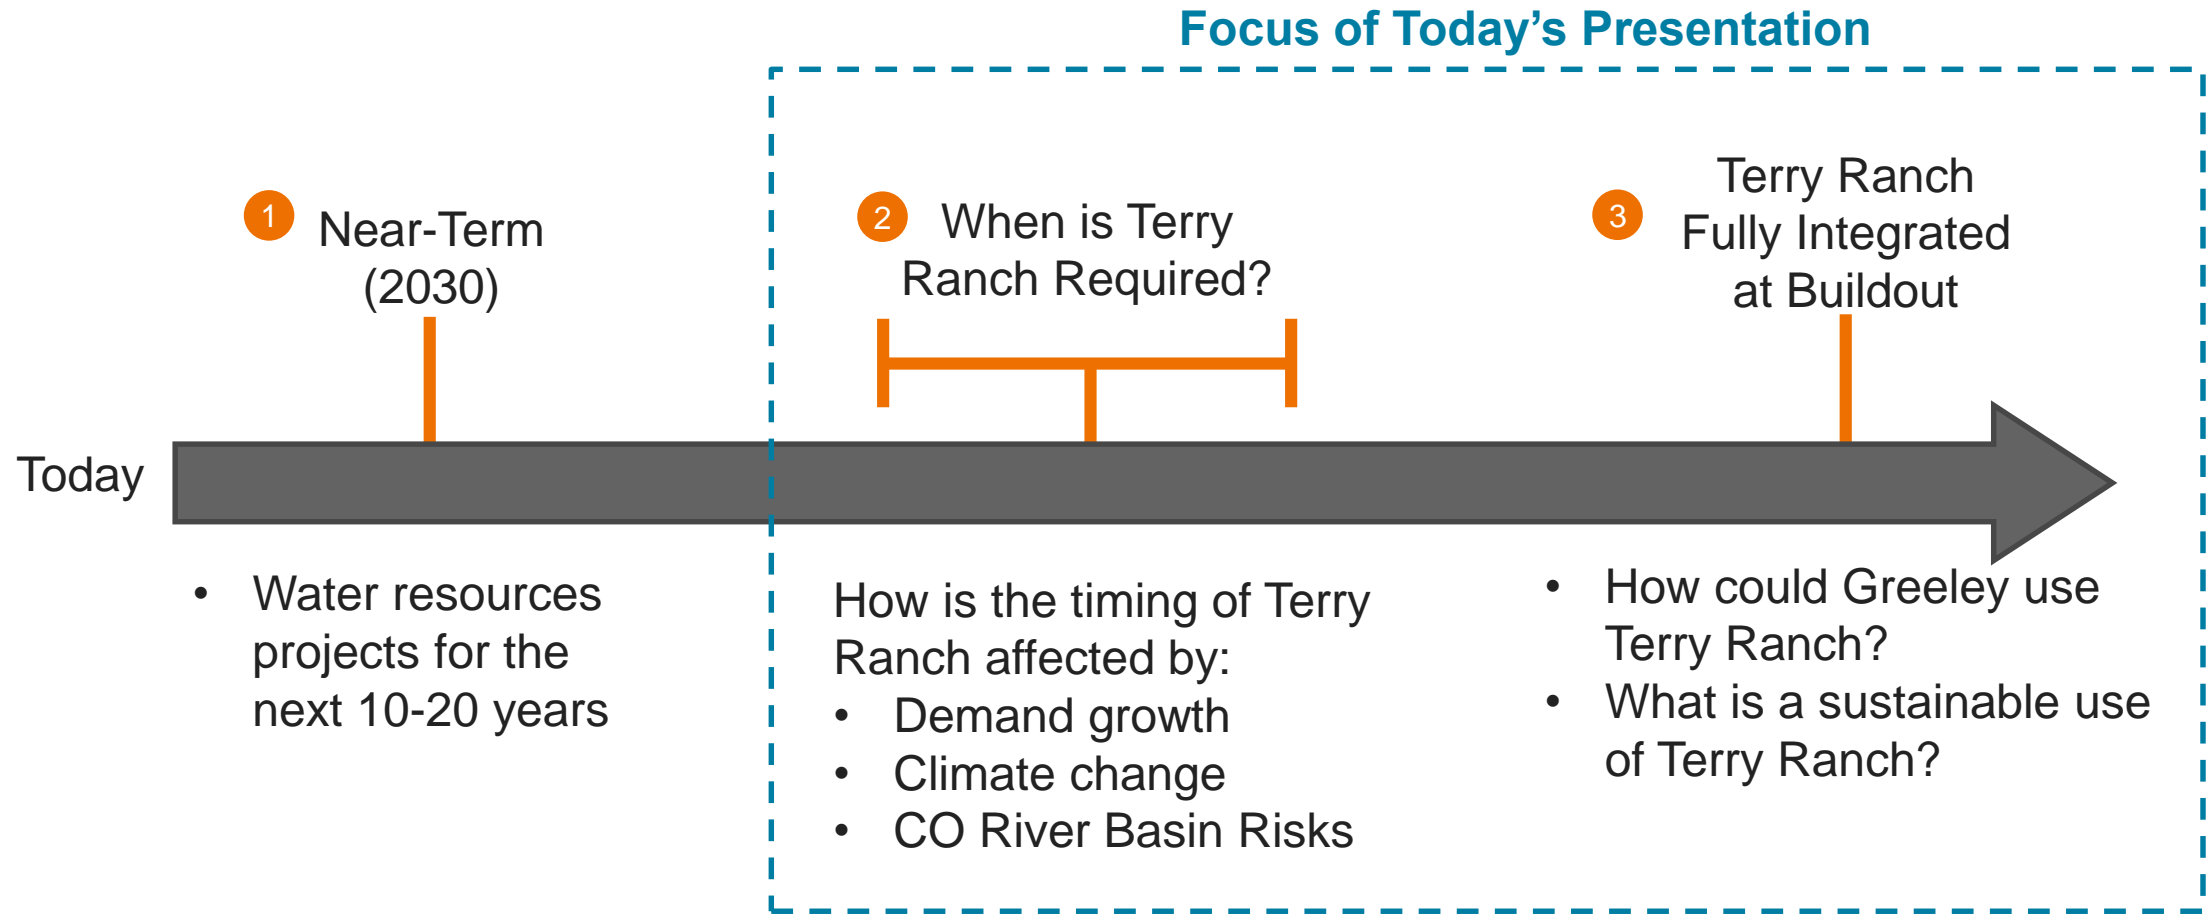 Focus of Today’s Presentation
1
Near-Term
(2030)
2
When is Terry
Ranch Required?
3
Terry Ranch
Fully Integrated
at Buildout
Today
• Water resources
projects for the
next 10-20 years
How is the timing of Terry
Ranch affected by:
• Demand growth
• Climate change
• CO River Basin Risks
• How could Greeley use
Terry Ranch?
• What is a sustainable use
of Terry Ranch?